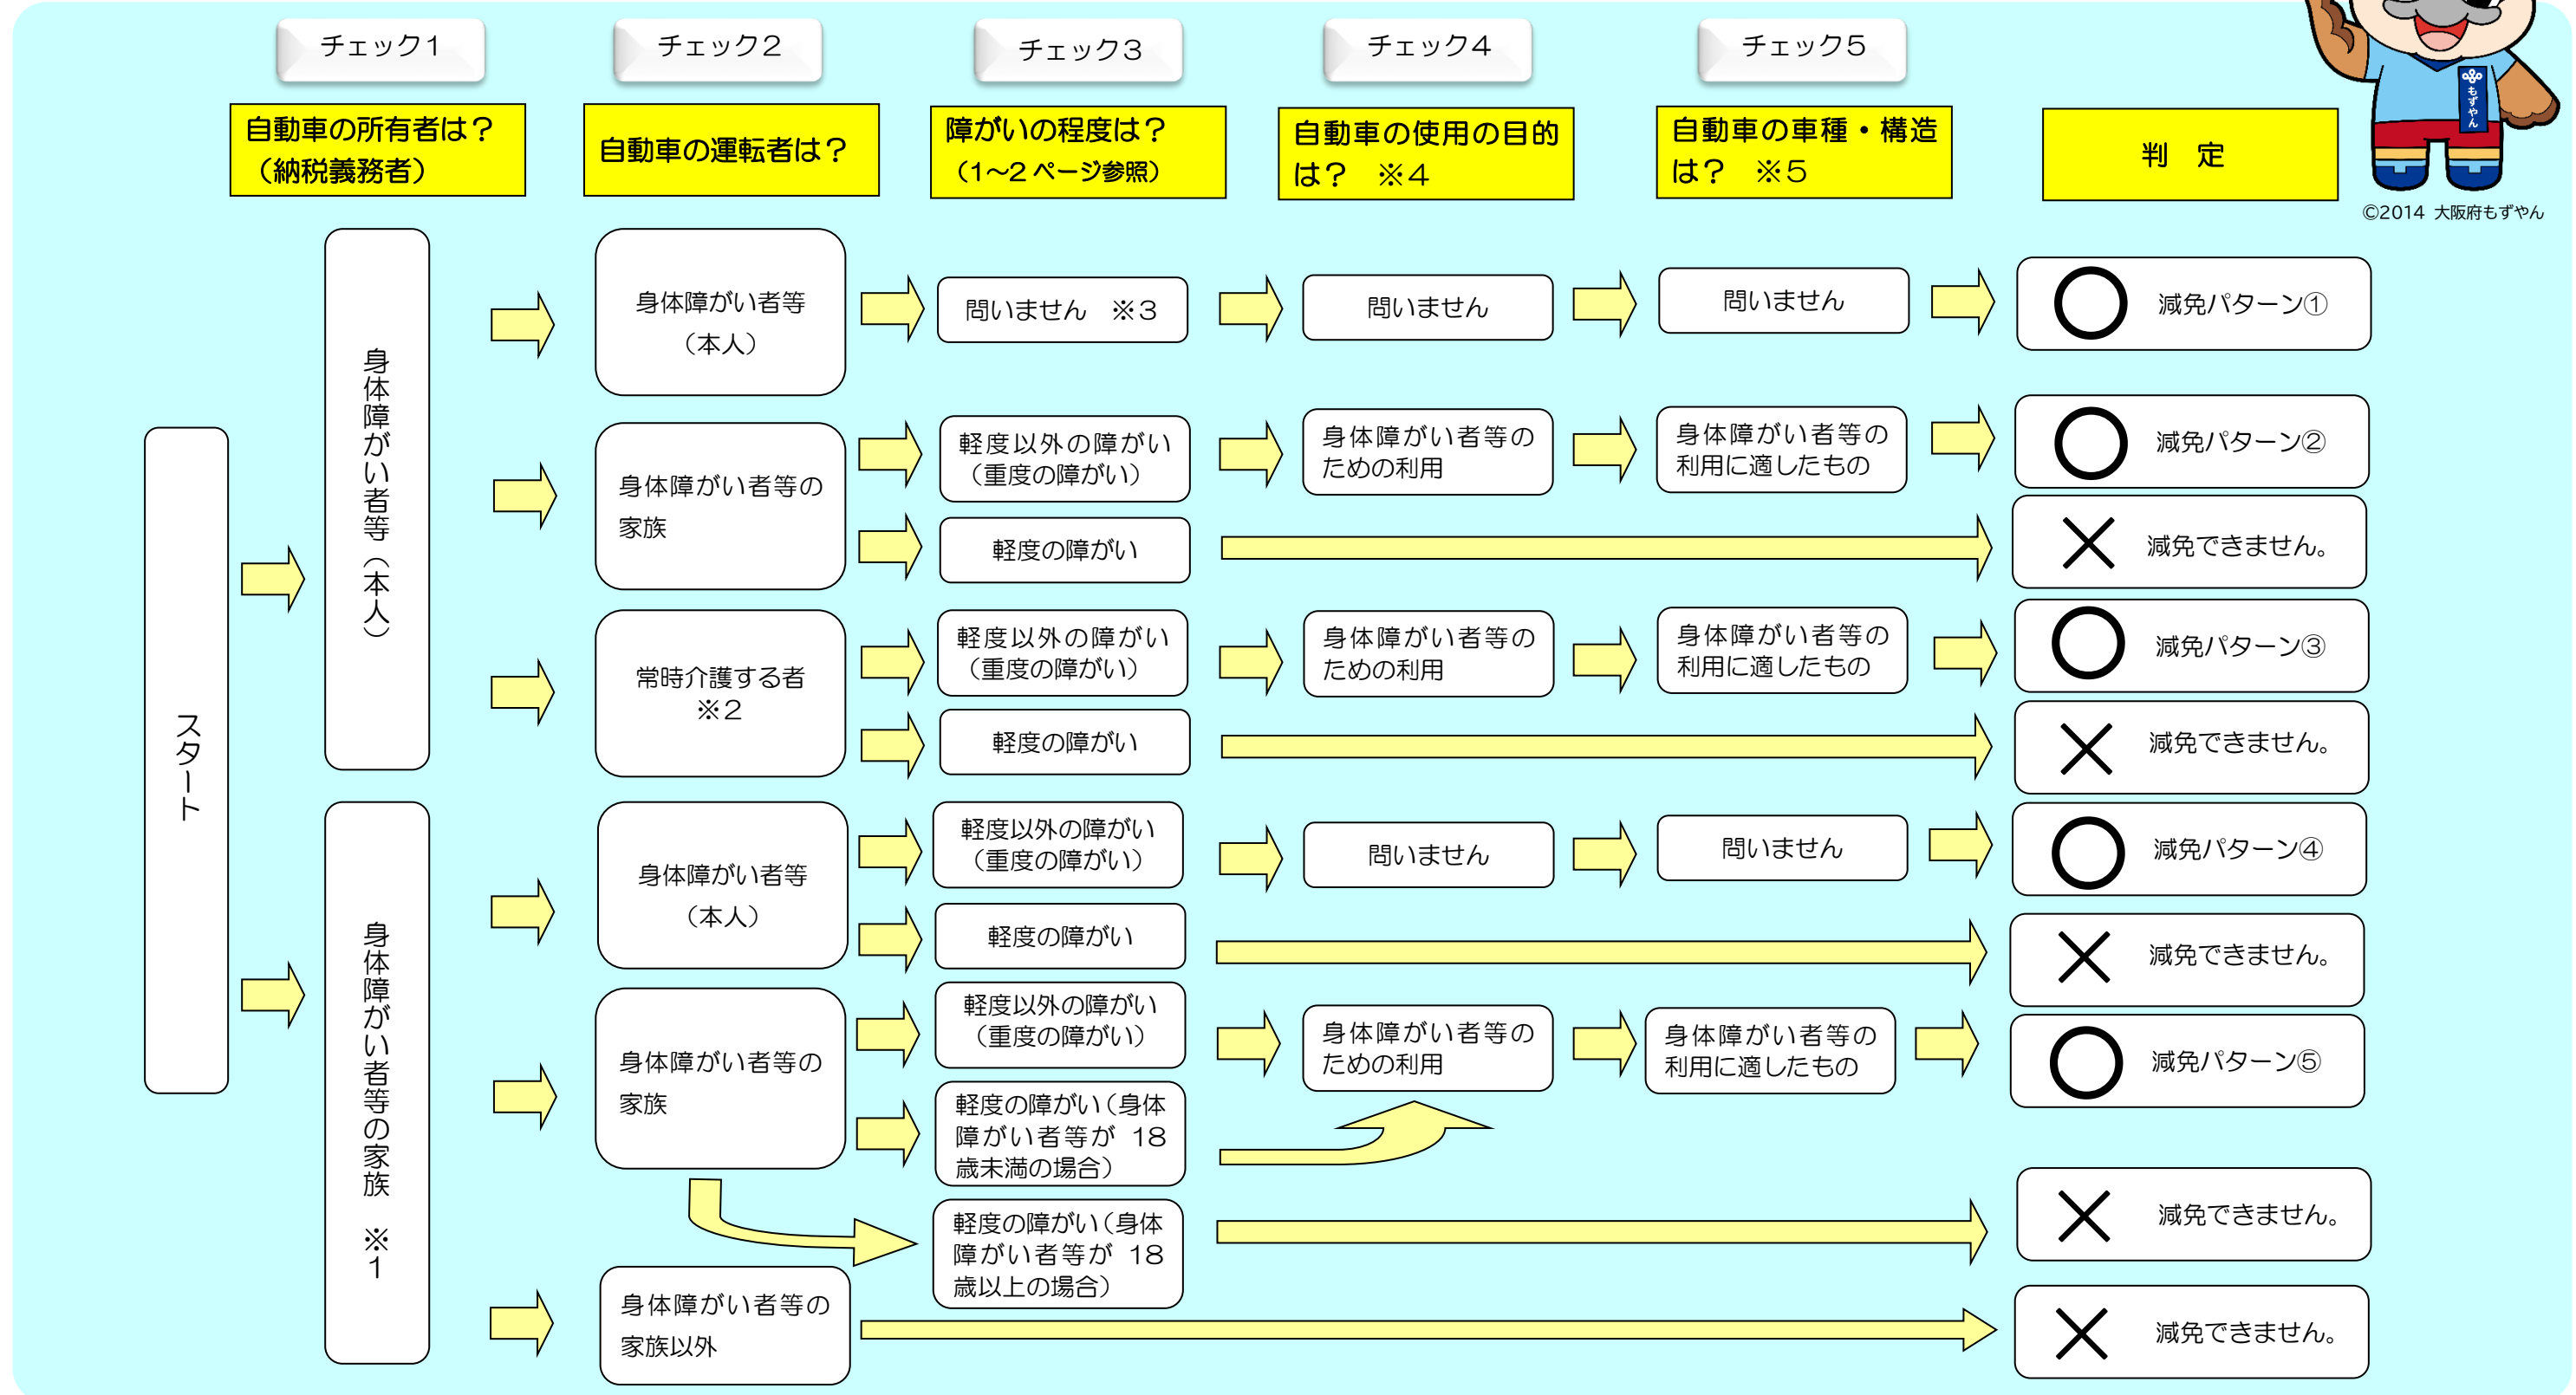 チェック1
チェック2
チェック3
チェック4
チェック5
自動車の所有者は?
(納税義務者)
自動車の運転者は?
障がいの程度は?
(1~2 ページ参照)
自動車の使用の目的
は? ※4
自動車の車種・構造
は? ※5
判 定
もずやん
©2014 大阪府もずやん
スタート
身体障がい者等(本人)
身体障がい者等
(本人)
問いません ※3
問いません
問いません
減免パターン①
身体障がい者等の
家族
軽度以外の障がい
(重度の障がい)
身体障がい者等の
ための利用
身体障がい者等の
利用に適したもの
減免パターン②
軽度の障がい
減免できません。
常時介護する者
※2
軽度以外の障がい
(重度の障がい)
身体障がい者等の
ための利用
身体障がい者等の
利用に適したもの
減免パターン③
軽度の障がい
減免できません。
身体障がい者等の家族 ※1
身体障がい者等
(本人)
軽度以外の障がい
(重度の障がい)
問いません
問いません
減免パターン④
軽度の障がい
減免できません。
身体障がい者等の
家族
軽度以外の障がい
(重度の障がい)
身体障がい者等の
ための利用
身体障がい者等の
利用に適したもの
減免パターン⑤
軽度の障がい(身体
障がい者等が 18
歳未満の場合)
軽度の障がい(身体
障がい者等が 18
歳以上の場合)
減免できません。
身体障がい者等の
家族以外
減免できません。